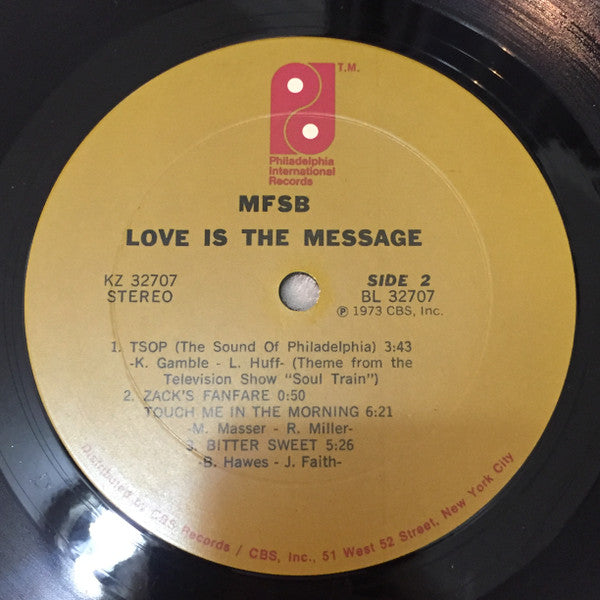 T.M.
Philadelphia
International
Records
MFSB
LOVE IS THE MESSAGE
KZ 32707
STEREO
SIDE 2
BL 32707
℗ 1973 CBS, Inc.
1. TSOP (The Sound Of Philadelphia) 3:43
-K. Gamble - L. Huff- (Theme from the
Television Show "Soul Train")
2. ZACK'S FANFARE 0:50
TOUCH ME IN THE MORNING 6:21
-M. Masser - R. Miller-
3. BITTER SWEET 5:26
-B. Hawes - J. Faith-
Distributed by CBS Records / CBS, Inc., 51 West 52 Street, New York City